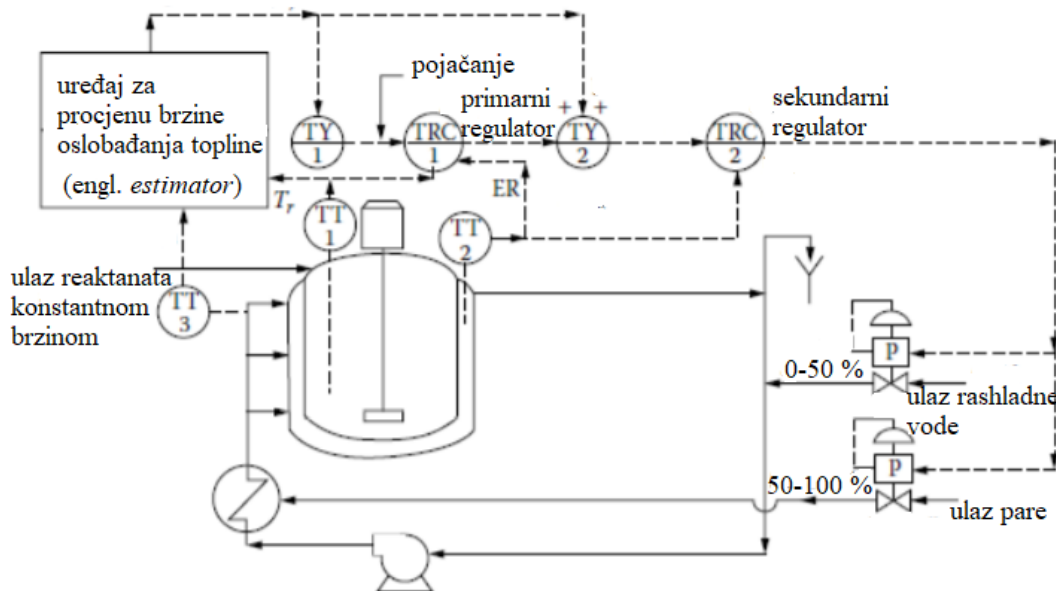 uređaj za
procjenu brzine
oslobađanja topline
(engl. estimator)
pojačanje
primarni
regulator
sekundarni
regulator
TY
1
TRC
1
+ +
TY
2
TRC
2
Tr
ER
TT
1
TT
2
ulaz reaktanata
konstantnom
brzinom
TT
3
P
0-50 %
ulaz rashladne
vode
P
50-100 %
ulaz pare